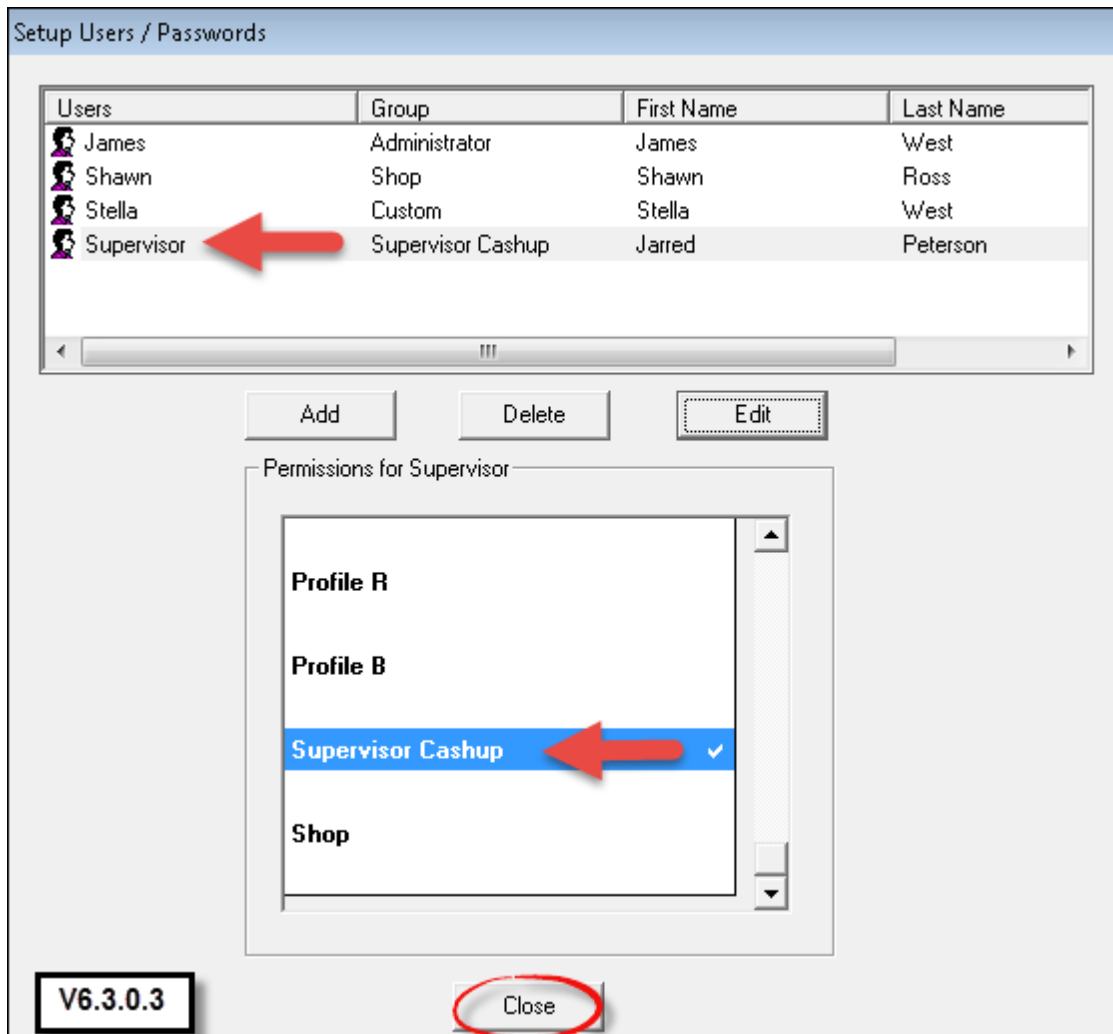 Setup Users / Passwords
Users Group First Name Last Name
James Administrator James West
Shawn Shop Shawn Ross
Stella Custom Stella West
Supervisor Supervisor Cashup Jarred Peterson
Add Delete Edit
Permissions for Supervisor
Profile R
Profile B
Supervisor Cashup
Shop
V6.3.0.3
Close